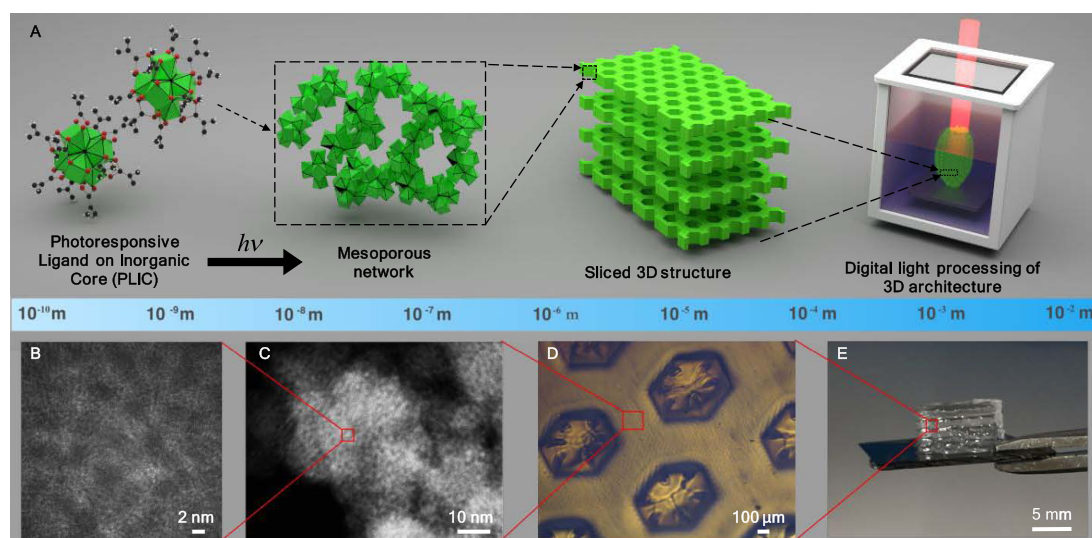 A
Photoresponsive
Ligand on Inorganic
Core (PLIC)
hν
Mesoporous
network
Sliced 3D structure
Digital light processing of
3D architecture
10⁻¹⁰ m 10⁻⁹ m 10⁻⁸ m 10⁻⁷ m 10⁻⁶ m 10⁻⁵ m 10⁻⁴ m 10⁻³ m 10⁻² m
B
2 nm
C
10 nm
D
100 µm
E
5 mm